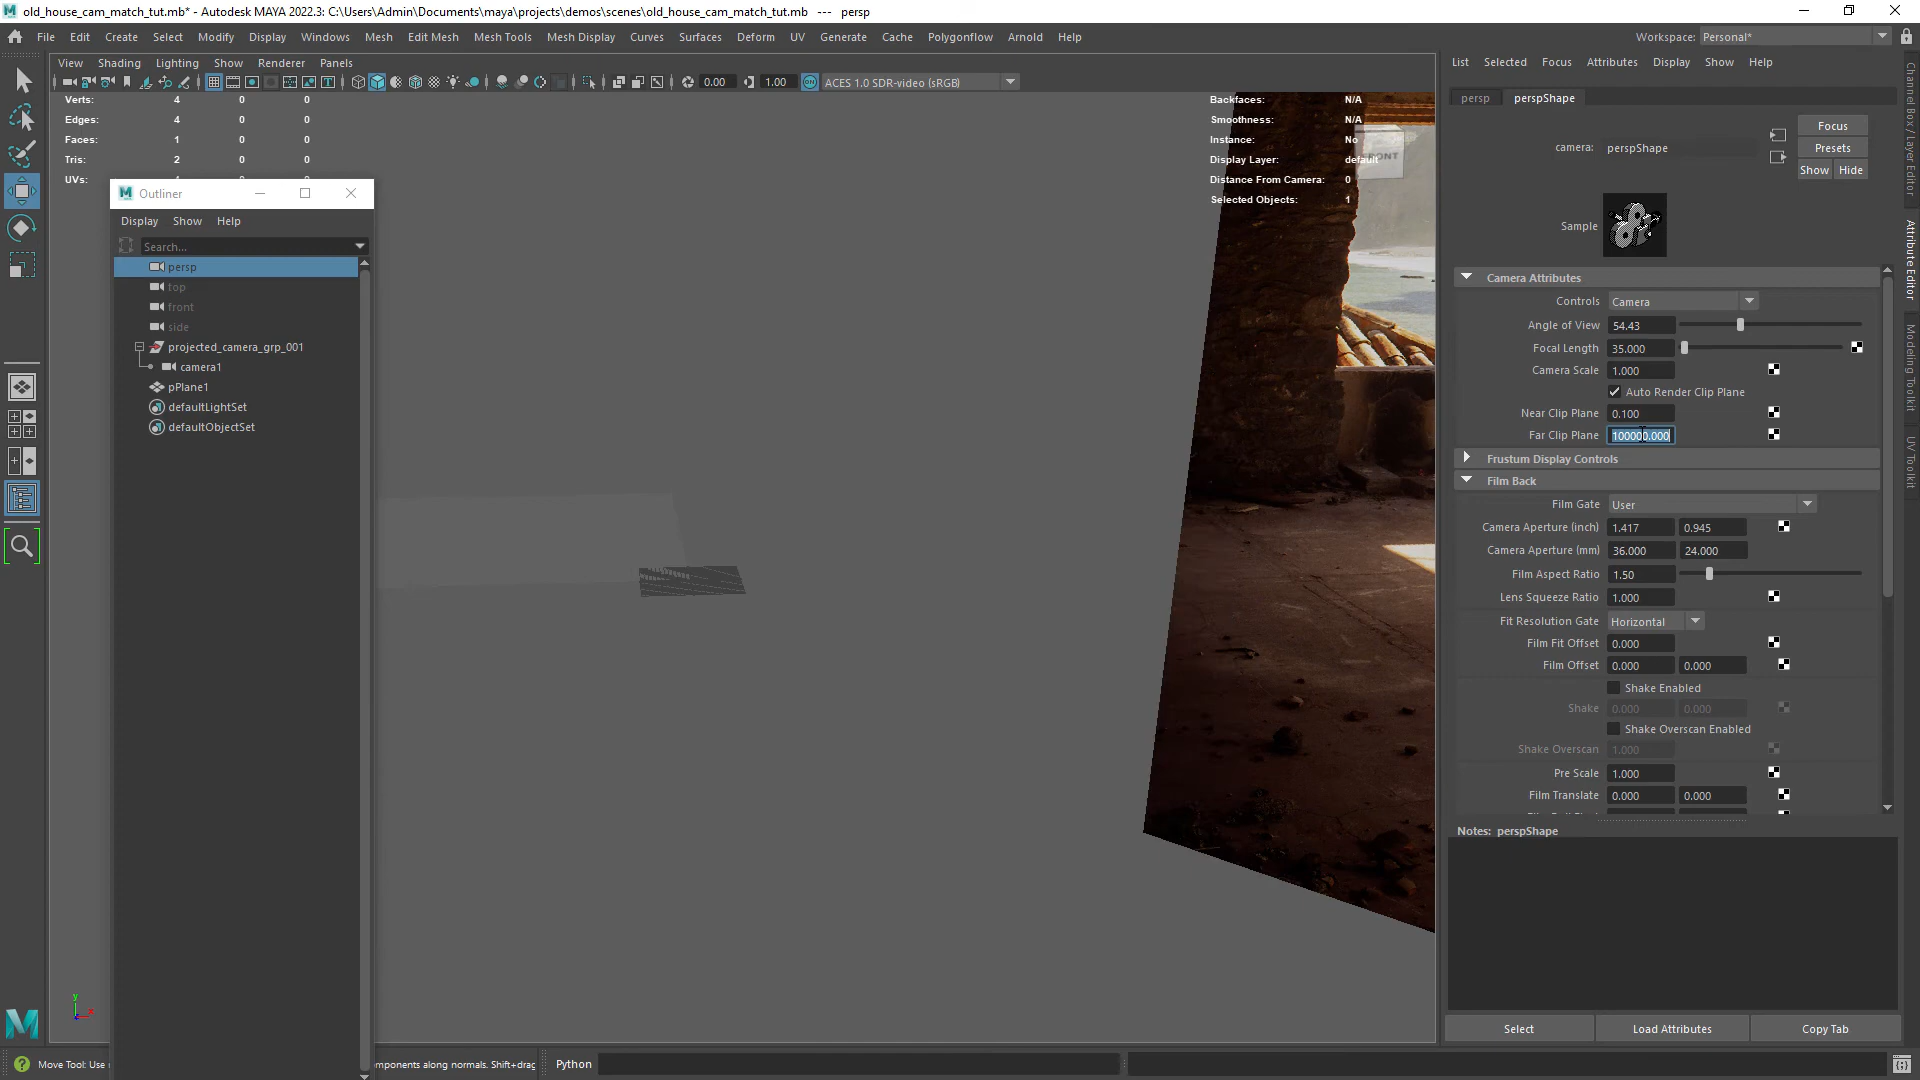 old_house_cam_match_tut.mb* - Autodesk MAYA 2022.3: C:\Users\Admin\Documents\maya\projects\demos\scenes\old_house_cam_match_tut.mb --- persp
File Edit Create Select Modify Display Windows Mesh Edit Mesh Mesh Tools Mesh Display Curves Surfaces Deform UV Generate Cache Polygonflow Arnold Help
Workspace: Personal*
View Shading Lighting Show Renderer Panels
0.00 1.00 ON ACES 1.0 SDR-video (sRGB)
Verts: 4 0 0
Edges: 4 0 0
Faces: 1 0 0
Tris: 2 0 0
UVs:
Backfaces: N/A
Smoothness: N/A
Instance: No
Display Layer: default
Distance From Camera: 0
Selected Objects: 1
Outliner
Display Show Help
Search...
persp
top
front
side
projected_camera_grp_001
camera1
pPlane1
defaultLightSet
defaultObjectSet
List Selected Focus Attributes Display Show Help
persp perspShape
camera: perspShape
Focus
Presets
Show Hide
Sample
Camera Attributes
Controls Camera
Angle of View 54.43
Focal Length 35.000
Camera Scale 1.000
Auto Render Clip Plane
Near Clip Plane 0.100
Far Clip Plane 100000.000
Frustum Display Controls
Film Back
Film Gate User
Camera Aperture (inch) 1.417 0.945
Camera Aperture (mm) 36.000 24.000
Film Aspect Ratio 1.50
Lens Squeeze Ratio 1.000
Fit Resolution Gate Horizontal
Film Fit Offset 0.000
Film Offset 0.000 0.000
Shake Enabled
Shake 0.000 0.000
Shake Overscan Enabled
Shake Overscan 1.000
Pre Scale 1.000
Film Translate 0.000 0.000
Notes: perspShape
Select Load Attributes Copy Tab
Channel Box / Layer Editor
Attribute Editor
Modeling Toolkit
UV Toolkit
y
Move Tool: Use
mponents along normals. Shift+drag
Python